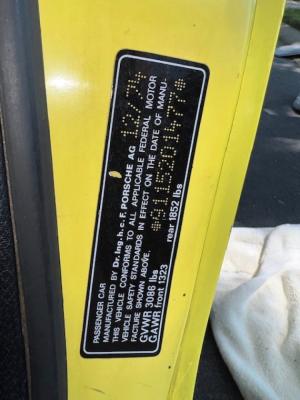 PASSENGER CAR
MANUFACTURED BY Dr. Ing. h. c. F. PORSCHE AG 12/74
THIS VEHICLE CONFORMS TO ALL APPLICABLE FEDERAL MOTOR
VEHICLE SAFETY STANDARDS IN EFFECT ON THE DATE OF MANU-
FACTURE SHOWN ABOVE. *9115201477*
GVWR 3086 lbs
GAWR front 1323 rear 1852 lbs